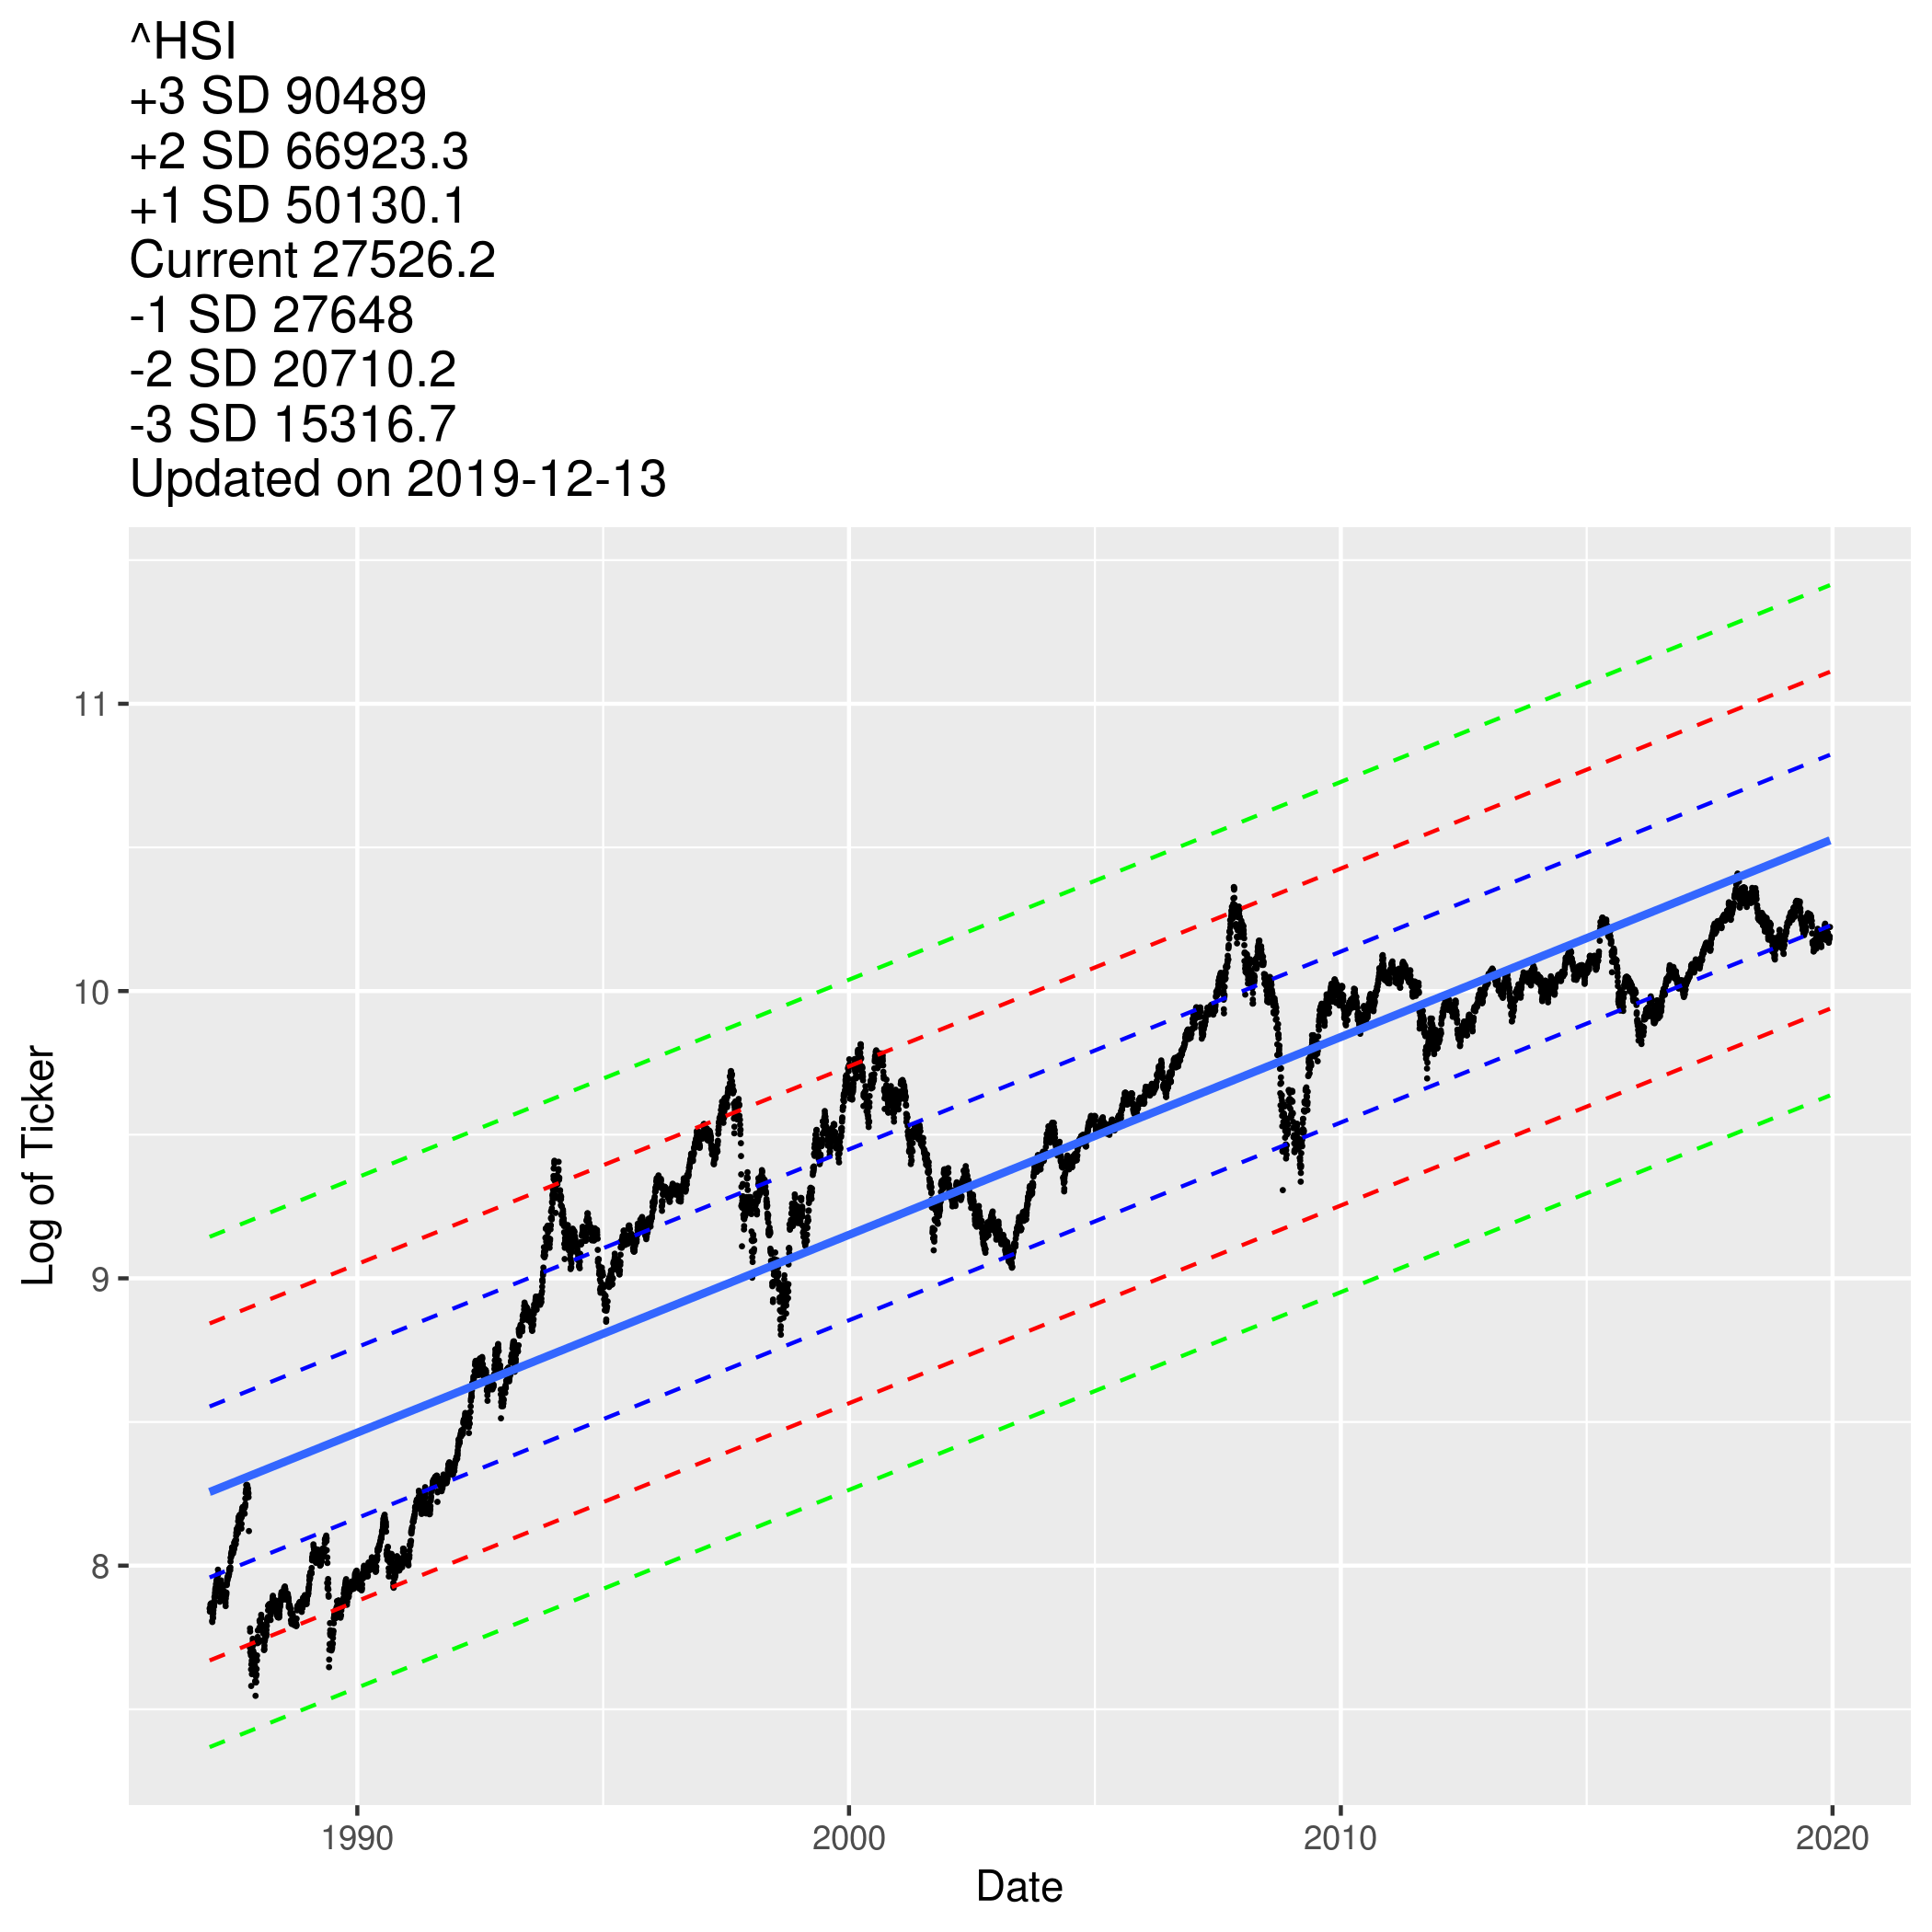 ^HSI
+3 SD 90489
+2 SD 66923.3
+1 SD 50130.1
Current 27526.2
-1 SD 27648
-2 SD 20710.2
-3 SD 15316.7
Updated on 2019-12-13
11
10
9
8
Log of Ticker
1990 2000 2010 2020
Date